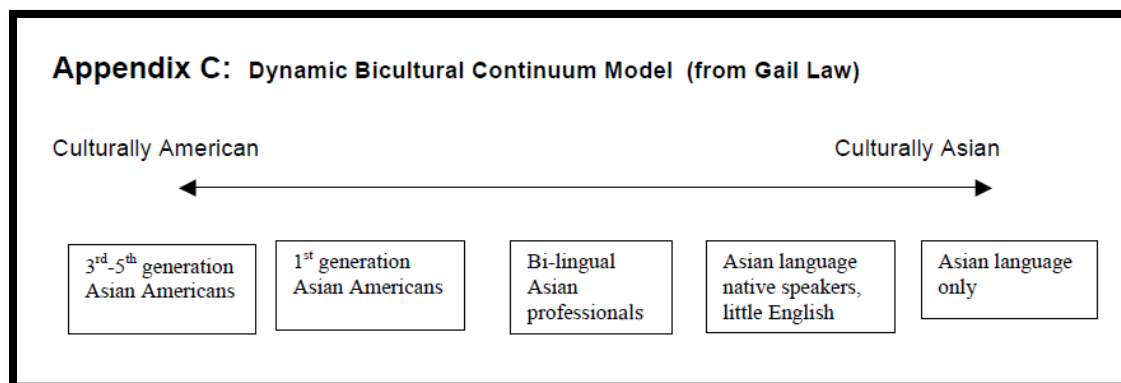 Appendix C: Dynamic Bicultural Continuum Model (from Gail Law)
Culturally American
Culturally Asian
3rd-5th generation
Asian Americans
1st generation
Asian Americans
Bi-lingual
Asian
professionals
Asian language
native speakers,
little English
Asian language
only